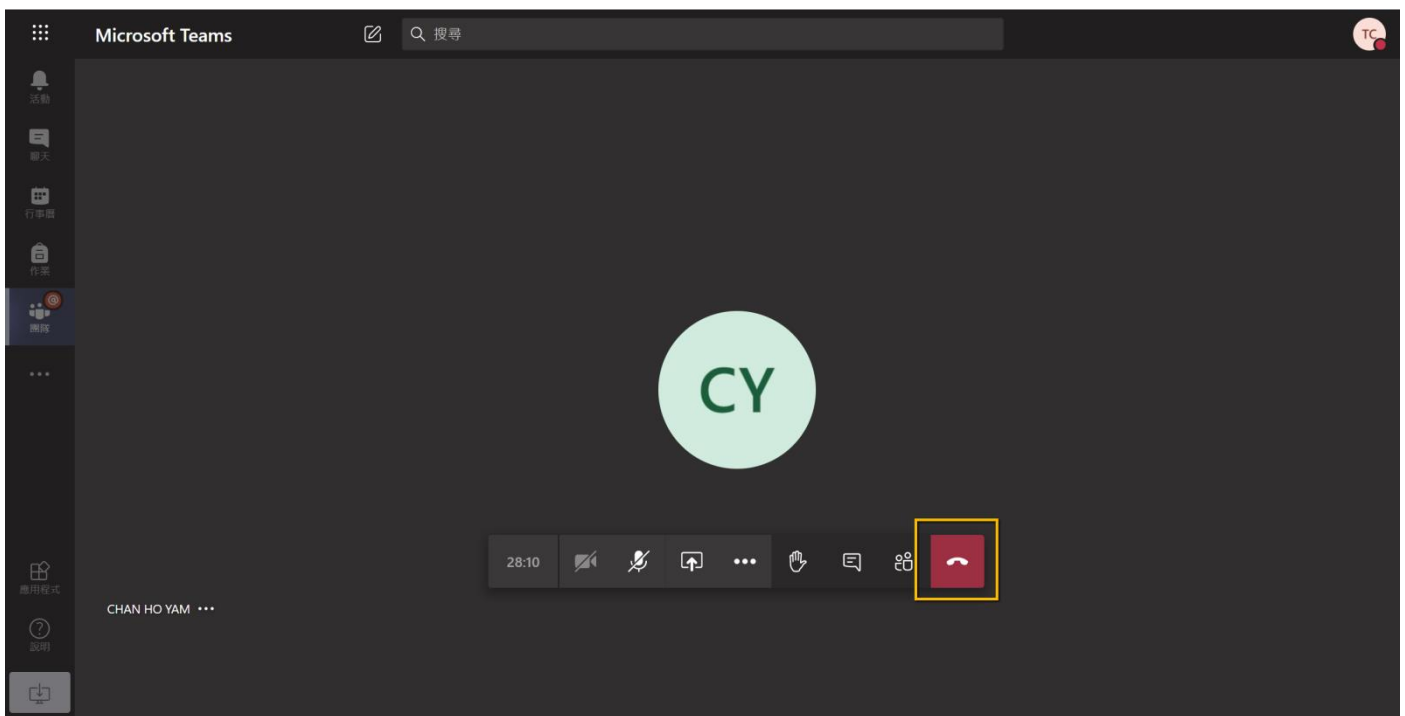 Microsoft Teams
搜尋
TC
活動
聊天
行事曆
作業
團隊
CY
28:10
應用程式
CHAN HO YAM
說明